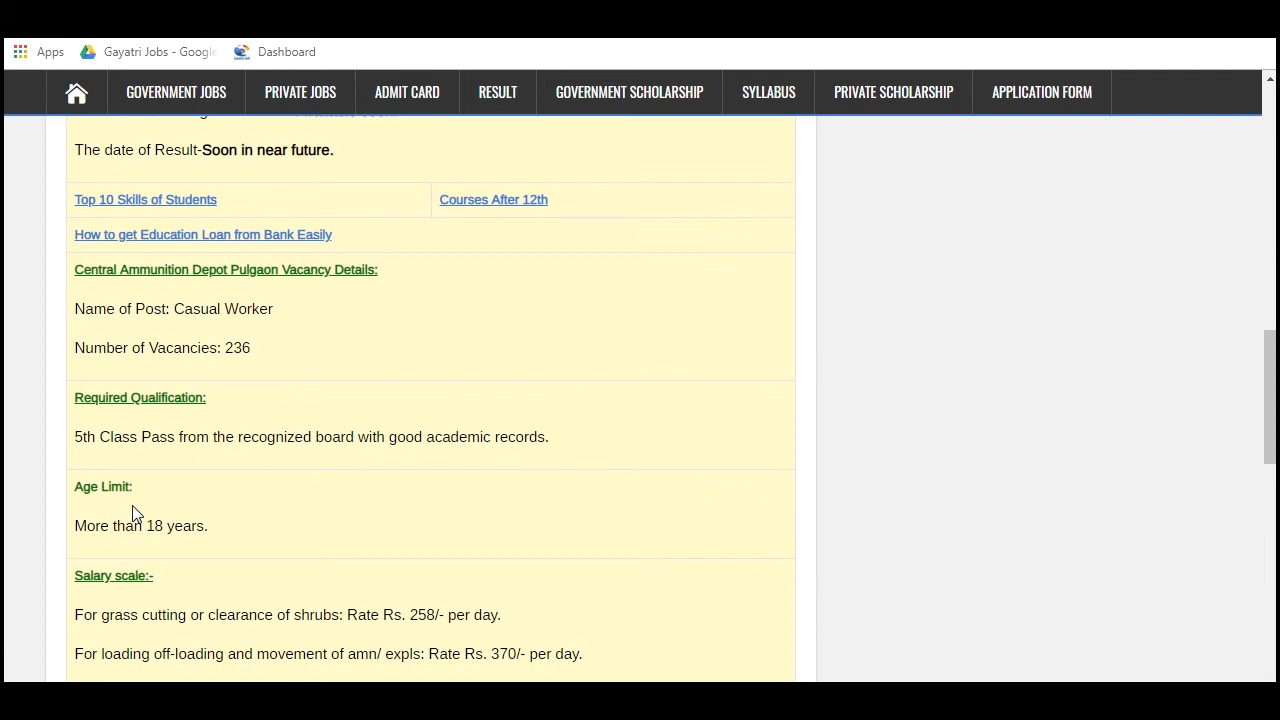 Apps Gayatri Jobs - Google Dashboard
GOVERNMENT JOBS PRIVATE JOBS ADMIT CARD RESULT GOVERNMENT SCHOLARSHIP SYLLABUS PRIVATE SCHOLARSHIP APPLICATION FORM
The date of Result-Soon in near future.
Top 10 Skills of Students Courses After 12th
How to get Education Loan from Bank Easily
Central Ammunition Depot Pulgaon Vacancy Details:
Name of Post: Casual Worker
Number of Vacancies: 236
Required Qualification:
5th Class Pass from the recognized board with good academic records.
Age Limit:
More than 18 years.
Salary scale:-
For grass cutting or clearance of shrubs: Rate Rs. 258/- per day.
For loading off-loading and movement of amn/ expls: Rate Rs. 370/- per day.